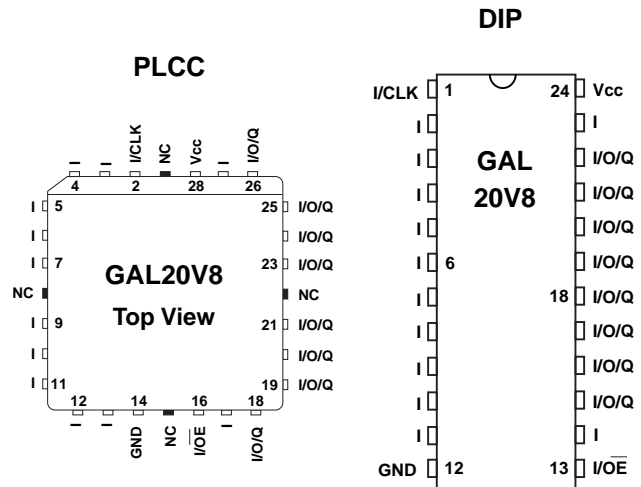 DIP
PLCC
I I I/CLK NC Vcc I I/O/Q
4 2 28 26
I 5 25 I/O/Q
I I/O/Q
I 7 23 I/O/Q
NC GAL20V8 NC
Top View
I 9 21 I/O/Q
I I/O/Q
I 11 19 I/O/Q
12 14 16 18
I I GND NC I/OE I I/O/Q
I/CLK 1 24 Vcc
I I
I GAL I/O/Q
I 20V8 I/O/Q
I I/O/Q
I 6 I/O/Q
I 18 I/O/Q
I I/O/Q
I I/O/Q
I I/O/Q
I I
GND 12 13 I/OE